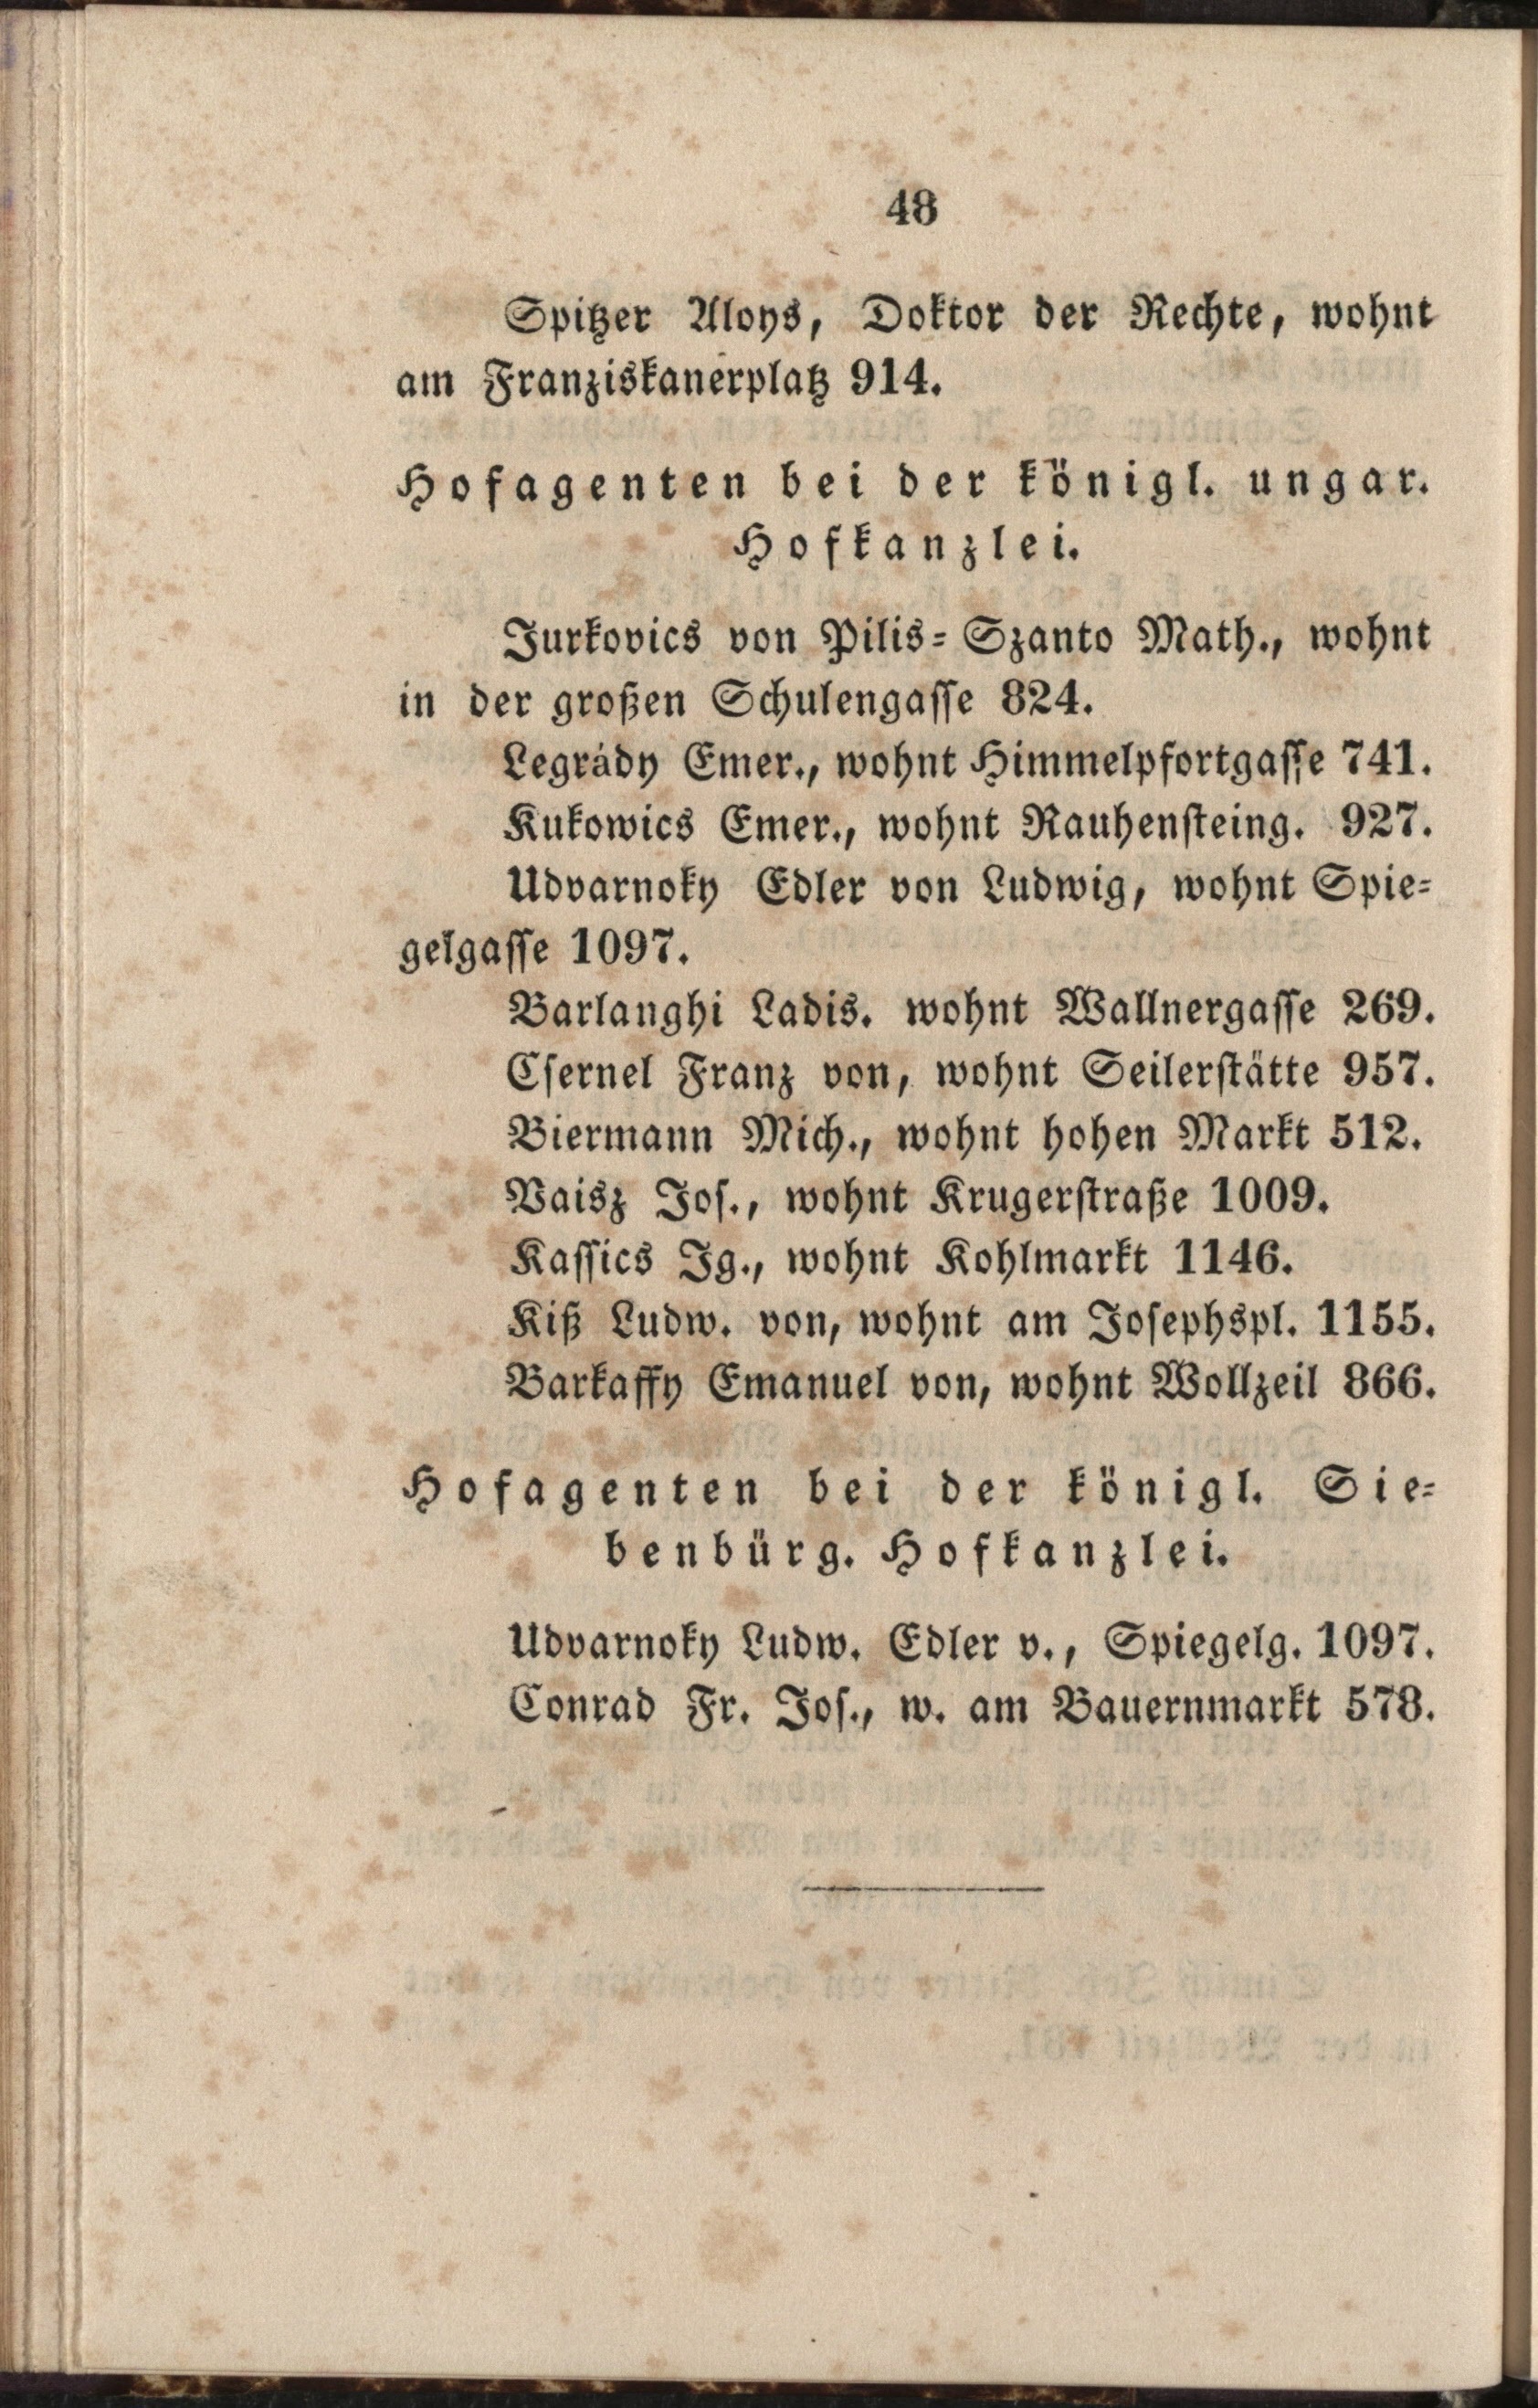 48
Spitzer Aloys, Doktor der Rechte, wohnt
am Franziskanerplatz 914.
Hofagenten bei der königl. ungar.
Hofkanzlei.
Jurkovics von Pilis-Szanto Math., wohnt
in der großen Schulengasse 824.
Legrády Emer., wohnt Himmelpfortgasse 741.
Kukowics Emer., wohnt Rauhensteing. 927.
Udvarnoky Edler von Ludwig, wohnt Spie-
gelgasse 1097.
Barlanghi Ladis. wohnt Wallnergasse 269.
Csernel Franz von, wohnt Seilerstätte 957.
Biermann Mich., wohnt hohen Markt 512.
Vaisz Jos., wohnt Krugerstraße 1009.
Kassics Ig., wohnt Kohlmarkt 1146.
Kiß Ludw. von, wohnt am Josephspl. 1155.
Barkaffy Emanuel von, wohnt Wollzeil 866.
Hofagenten bei der königl. Sie-
benbürg. Hofkanzlei.
Udvarnoky Ludw. Edler v., Spiegelg. 1097.
Conrad Fr. Jos., w. am Bauernmarkt 578.